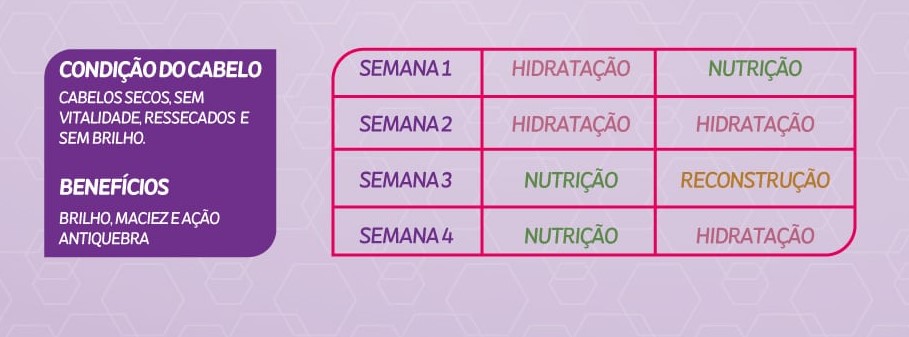 CONDIÇÃO DO CABELO
CABELOS SECOS, SEM
VITALIDADE, RESSECADOS E
SEM BRILHO.
BENEFÍCIOS
BRILHO, MACIEZ E AÇÃO
ANTIQUEBRA
SEMANA 1 HIDRATAÇÃO NUTRIÇÃO
SEMANA 2 HIDRATAÇÃO HIDRATAÇÃO
SEMANA 3 NUTRIÇÃO RECONSTRUÇÃO
SEMANA 4 NUTRIÇÃO HIDRATAÇÃO